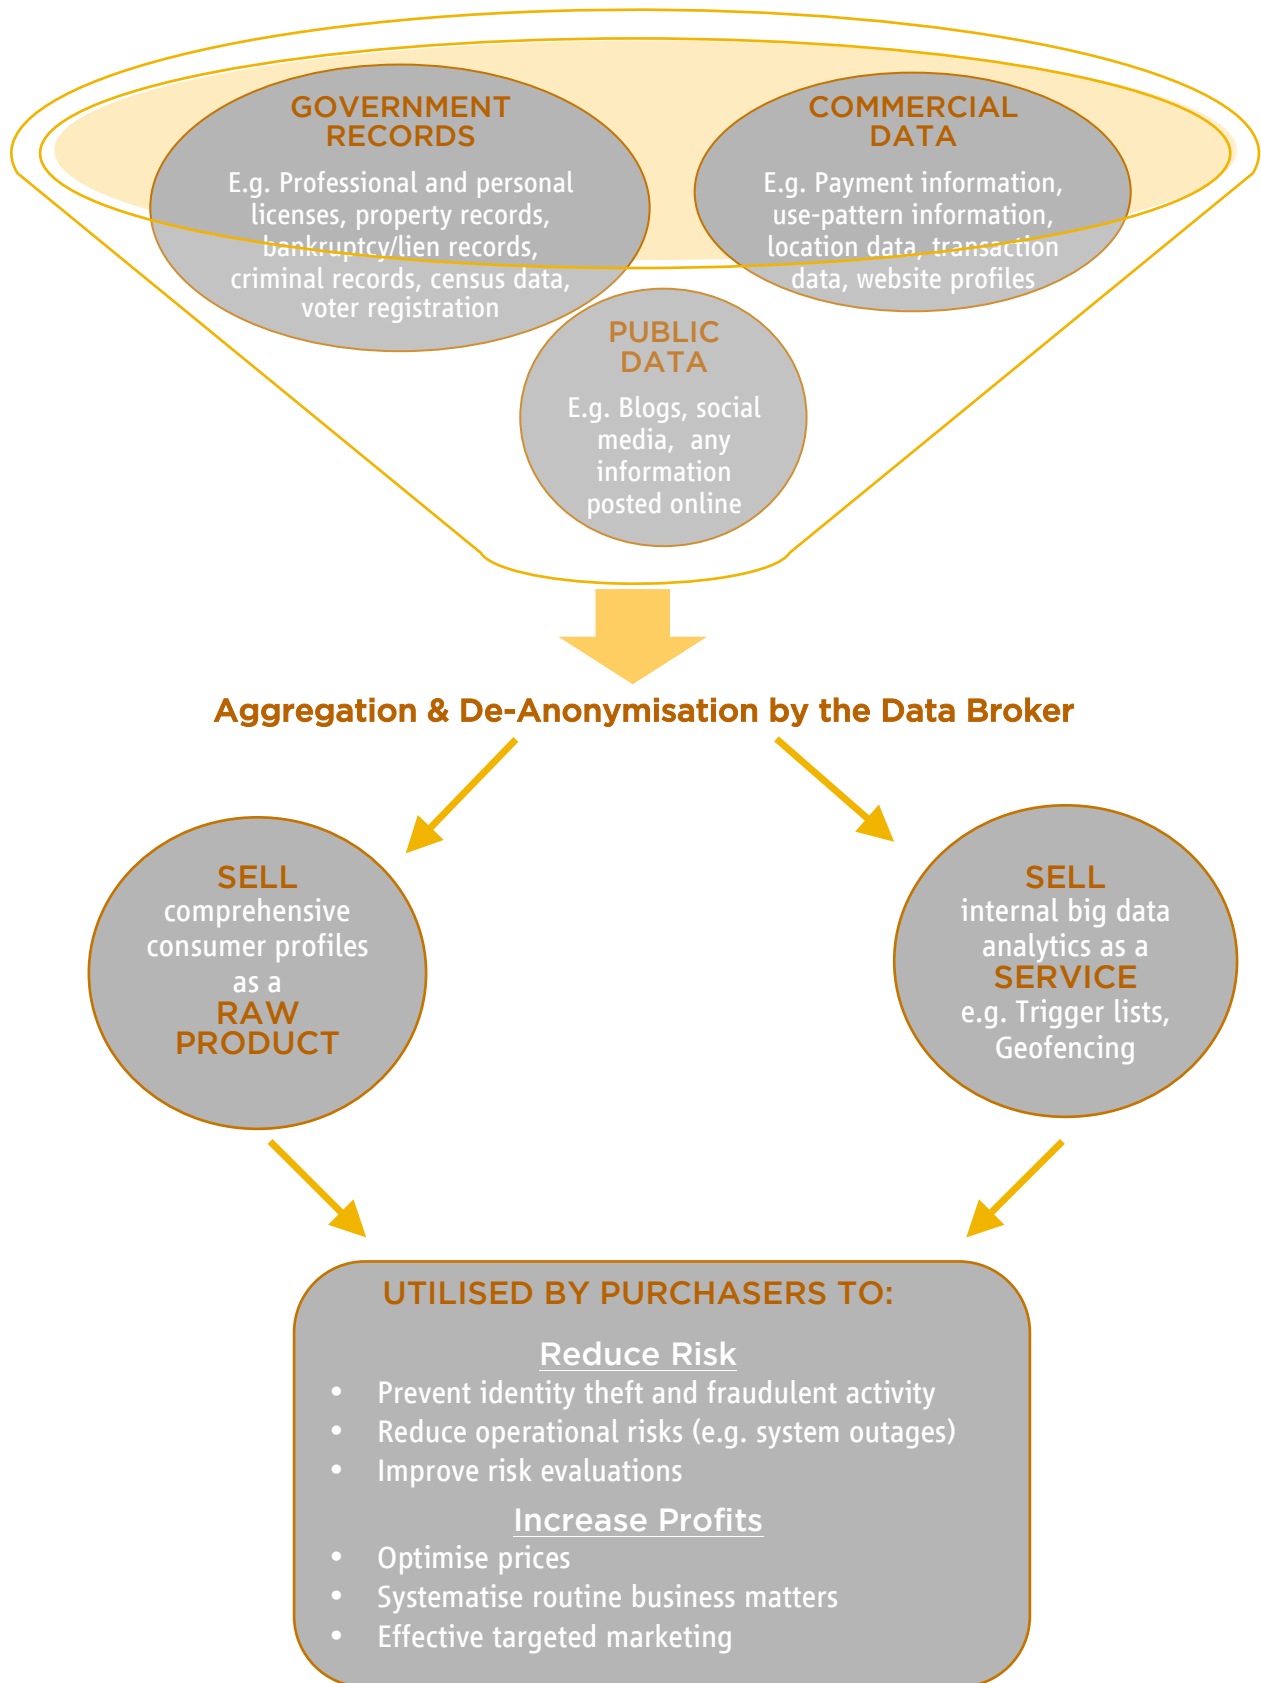 GOVERNMENT
RECORDS
E.g. Professional and personal
licenses, property records,
bankruptcy/lien records,
criminal records, census data,
voter registration
COMMERCIAL
DATA
E.g. Payment information,
use-pattern information,
location data, transaction
data, website profiles
PUBLIC
DATA
E.g. Blogs, social
media, any
information
posted online
Aggregation & De-Anonymisation by the Data Broker
SELL
comprehensive
consumer profiles
as a
RAW
PRODUCT
SELL
internal big data
analytics as a
SERVICE
e.g. Trigger lists,
Geofencing
UTILISED BY PURCHASERS TO:
Reduce Risk
• Prevent identity theft and fraudulent activity
• Reduce operational risks (e.g. system outages)
• Improve risk evaluations
Increase Profits
• Optimise prices
• Systematise routine business matters
• Effective targeted marketing